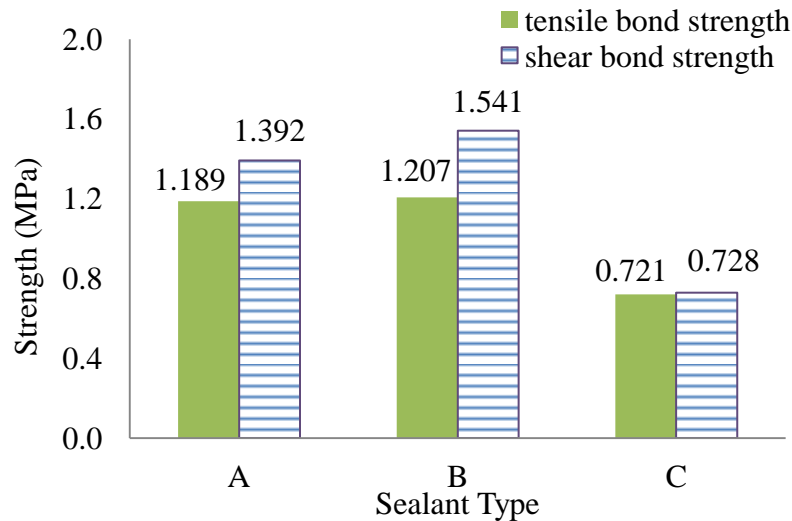 tensile bond strength
shear bond strength
2.0
1.6
1.2
0.8
0.4
0.0
Strength (MPa)
1.189
1.392
1.207
1.541
0.721
0.728
A
B
C
Sealant Type